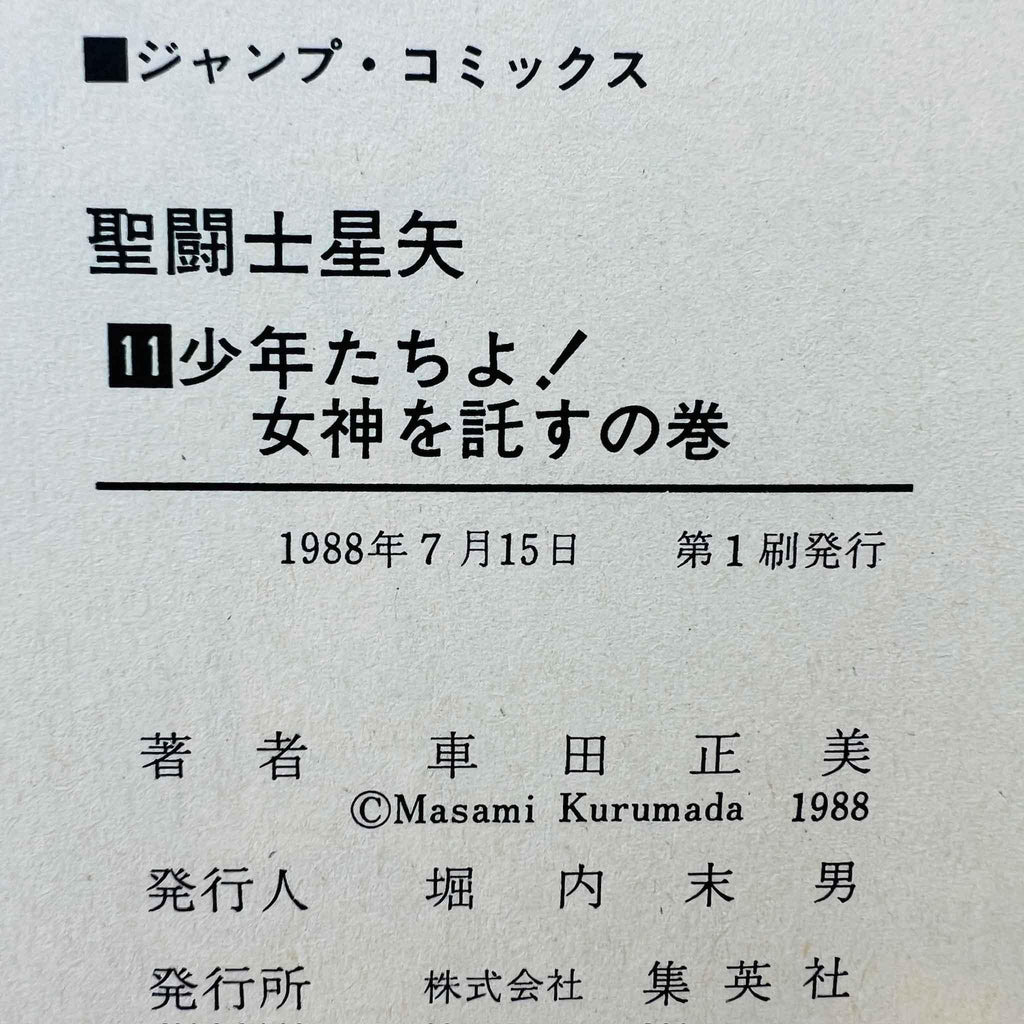 ■ジャンプ・コミックス
聖闘士星矢
11少年たちよ!
女神を託すの巻
1988年7月15日 第1刷発行
著者 車田正美
©Masami Kurumada 1988
発行人 堀内末男
発行所 株式会社 集英社